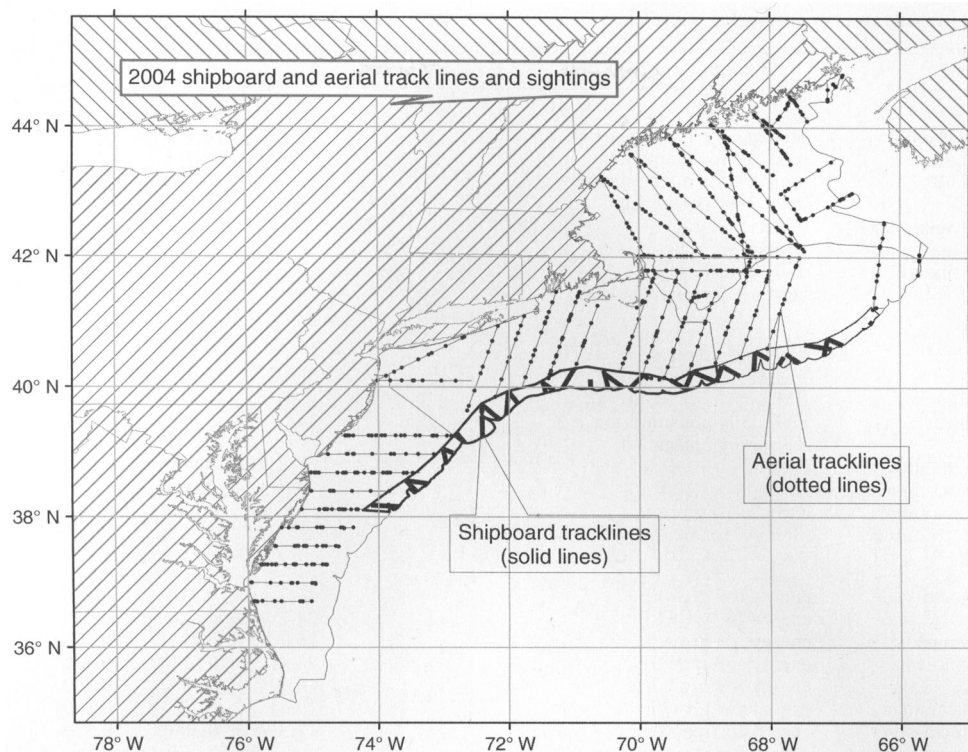 2004 shipboard and aerial track lines and sightings
44° N
42° N
40° N
38° N
36° N
Aerial tracklines
(dotted lines)
Shipboard tracklines
(solid lines)
78° W
76° W
74° W
72° W
70° W
68° W
66° W